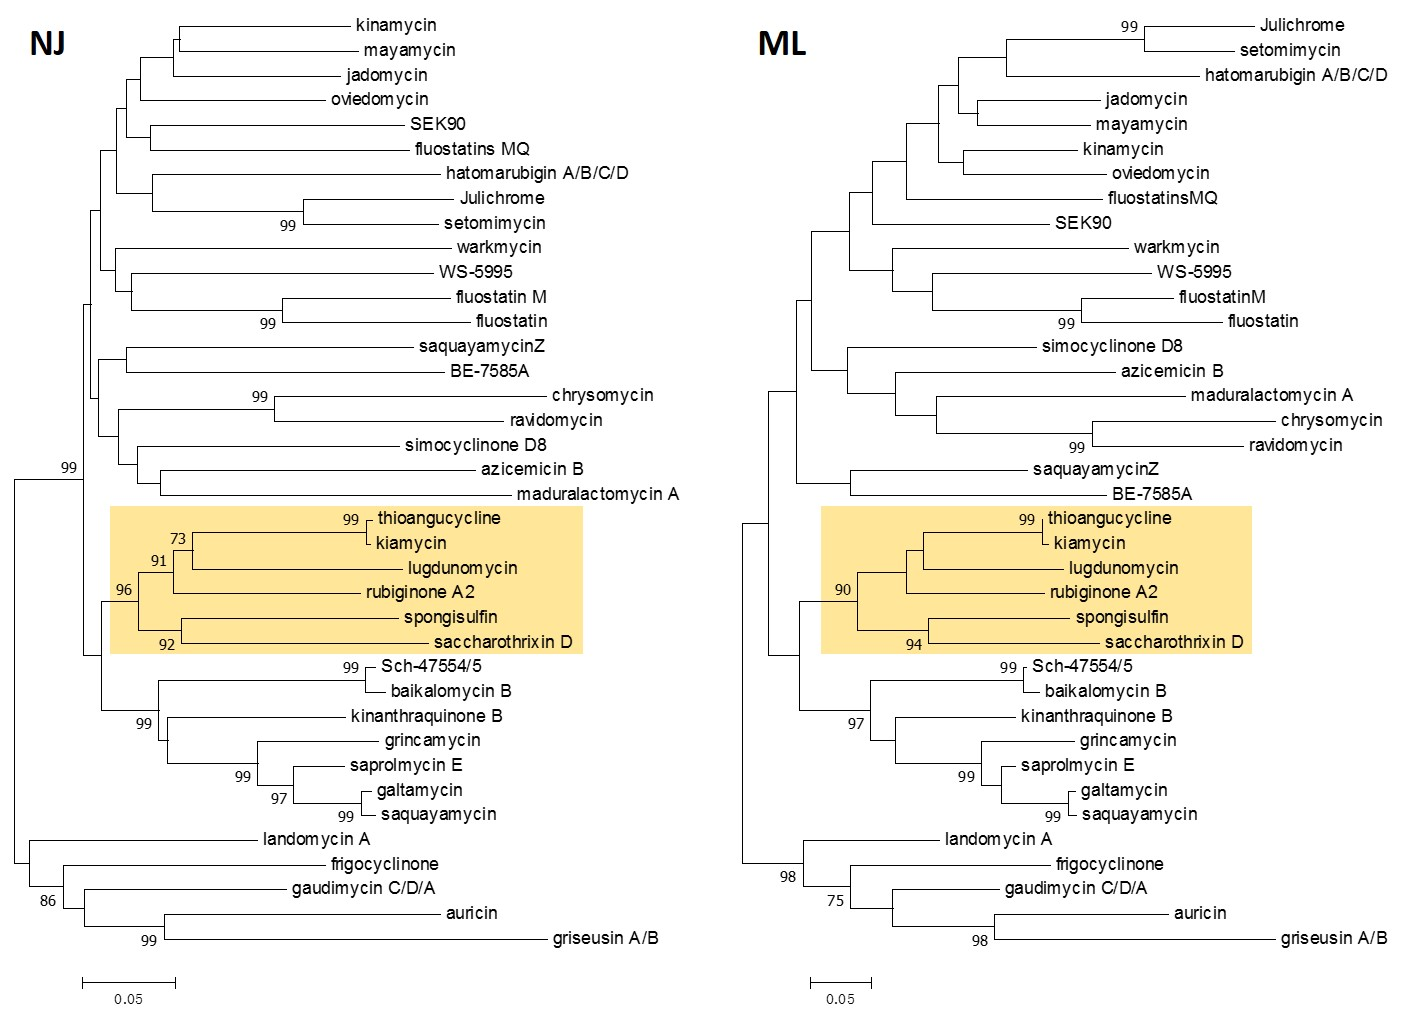 NJ
kinamycin
mayamycin
jadomycin
oviedomycin
SEK90
fluostatins MQ
hatomarubigin A/B/C/D
Julichrome
99
setomimycin
warkmycin
WS-5995
fluostatin M
99
fluostatin
saquayamycinZ
BE-7585A
99
chrysomycin
ravidomycin
simocyclinone D8
99
azicemicin B
maduralactomycin A
99
thioangucycline
73
kiamycin
91
lugdunomycin
96
rubiginone A2
spongisulfin
92
saccharothrixin D
99
Sch-47554/5
baikalomycin B
99
kinanthraquinone B
grincamycin
99
saprolmycin E
97
galtamycin
99
saquayamycin
landomycin A
frigocyclinone
86
gaudimycin C/D/A
auricin
99
griseusin A/B
0.05
ML
99
Julichrome
setomimycin
hatomarubigin A/B/C/D
jadomycin
mayamycin
kinamycin
oviedomycin
fluostatinsMQ
SEK90
warkmycin
WS-5995
fluostatinM
99
fluostatin
simocyclinone D8
azicemicin B
maduralactomycin A
chrysomycin
99
ravidomycin
saquayamycinZ
BE-7585A
99
thioangucycline
kiamycin
lugdunomycin
90
rubiginone A2
spongisulfin
94
saccharothrixin D
99
Sch-47554/5
baikalomycin B
97
kinanthraquinone B
grincamycin
99
saprolmycin E
galtamycin
99
saquayamycin
landomycin A
98
frigocyclinone
75
gaudimycin C/D/A
auricin
98
griseusin A/B
0.05